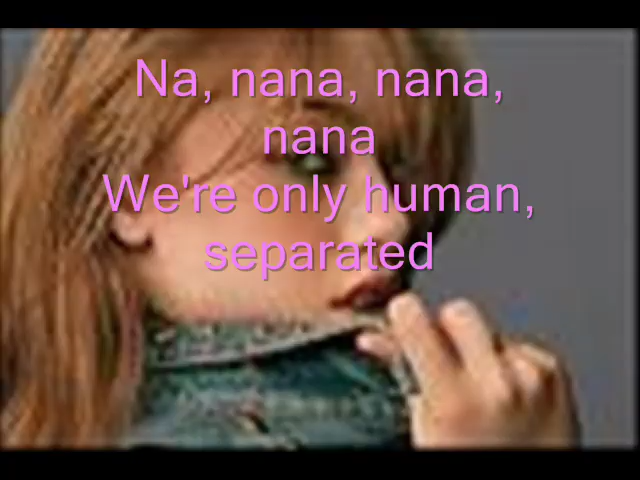 Na, nana, nana,
nana
We're only human,
separated